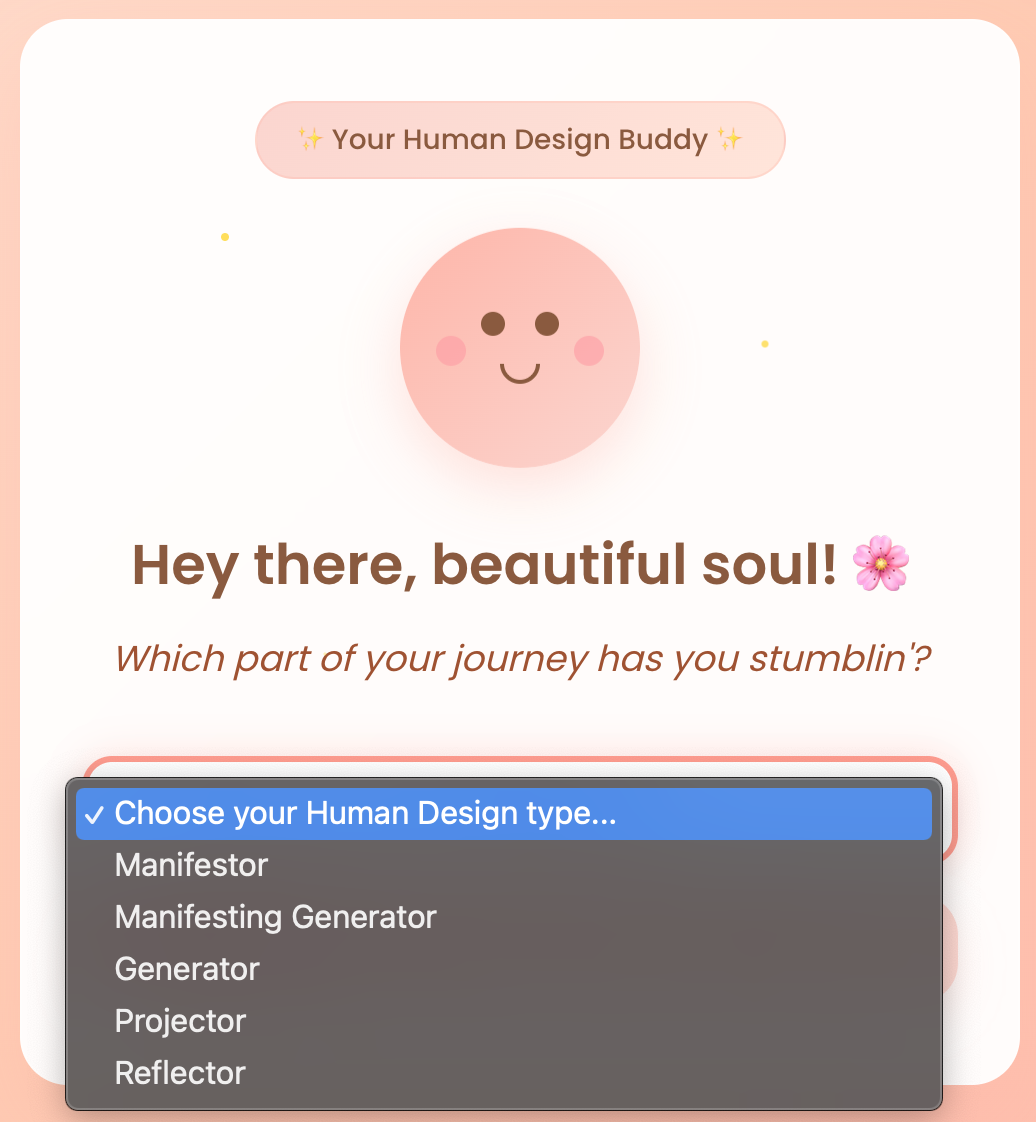 ✨ Your Human Design Buddy ✨
Hey there, beautiful soul! 🌸
Which part of your journey has you stumblin'?
✓ Choose your Human Design type...
Manifestor
Manifesting Generator
Generator
Projector
Reflector